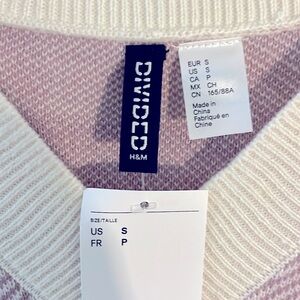 DIVIDED
H&M
EUR S
US S
CA P
MX CH
CN 165/88A
Made in
China
Fabriqué en
Chine
SIZE/TAILLE
US S
FR P